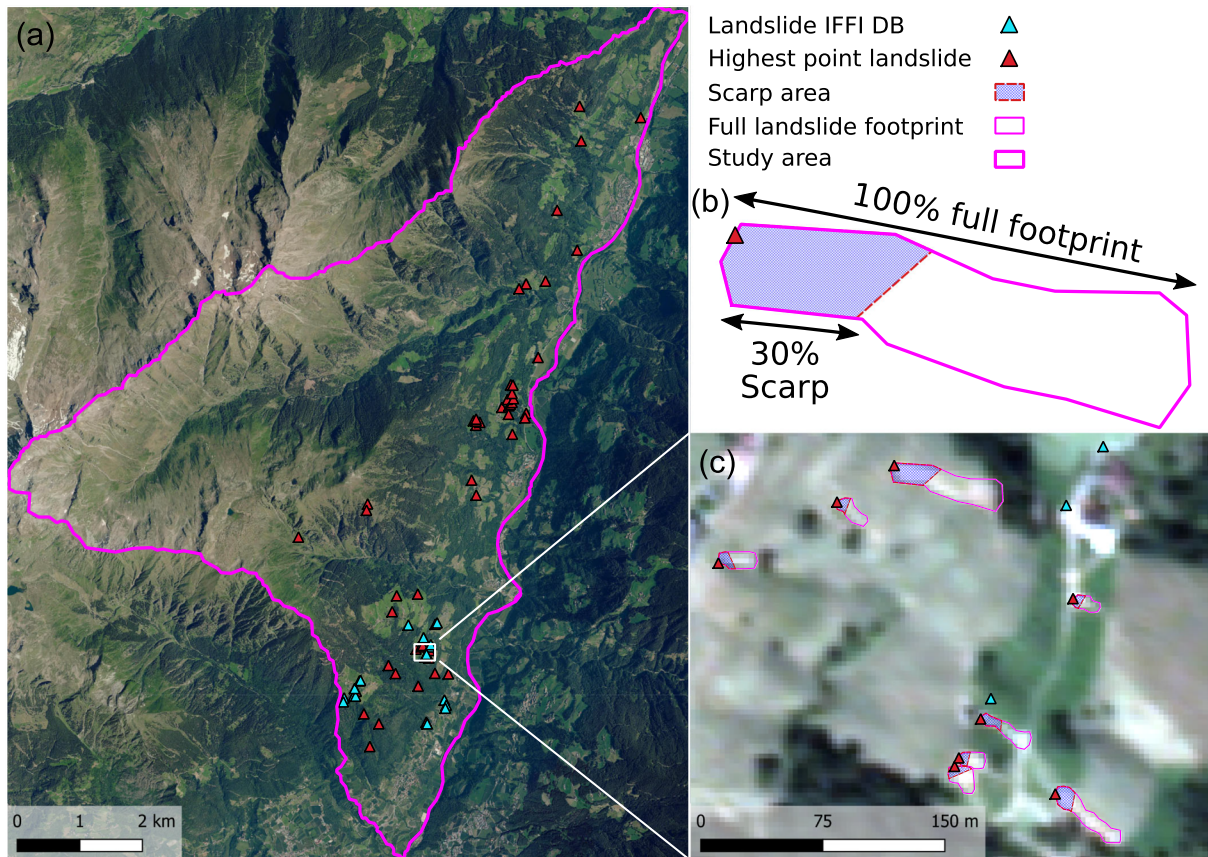 (a)
Landslide IFFI DB
Highest point landslide
Scarp area
Full landslide footprint
Study area
(b)
100% full footprint
30%
Scarp
(c)
0 1 2 km
0 75 150 m